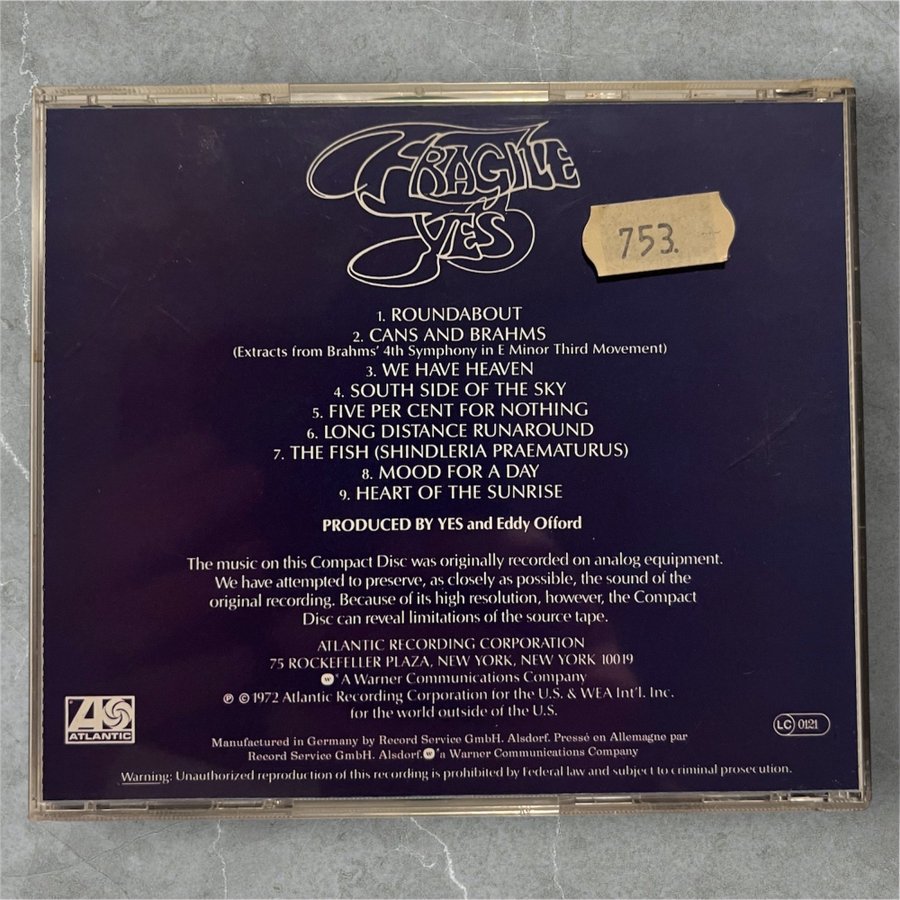 FRAGILE
YES
753.
1. ROUNDABOUT
2. CANS AND BRAHMS
(Extracts from Brahms' 4th Symphony in E Minor Third Movement)
3. WE HAVE HEAVEN
4. SOUTH SIDE OF THE SKY
5. FIVE PER CENT FOR NOTHING
6. LONG DISTANCE RUNAROUND
7. THE FISH (SHINDLERIA PRAEMATURUS)
8. MOOD FOR A DAY
9. HEART OF THE SUNRISE
PRODUCED BY YES and Eddy Offord
The music on this Compact Disc was originally recorded on analog equipment.
We have attempted to preserve, as closely as possible, the sound of the
original recording. Because of its high resolution, however, the Compact
Disc can reveal limitations of the source tape.
ATLANTIC RECORDING CORPORATION
75 ROCKEFELLER PLAZA, NEW YORK, NEW YORK 10019
A Warner Communications Company
℗ © 1972 Atlantic Recording Corporation for the U.S. & WEA Int'l. Inc.
for the world outside of the U.S.
ATLANTIC
LC 0121
Manufactured in Germany by Record Service GmbH. Alsdorf. Pressé en Allemagne par
Record Service GmbH. Alsdorf. a Warner Communications Company
Warning: Unauthorized reproduction of this recording is prohibited by Federal law and subject to criminal prosecution.